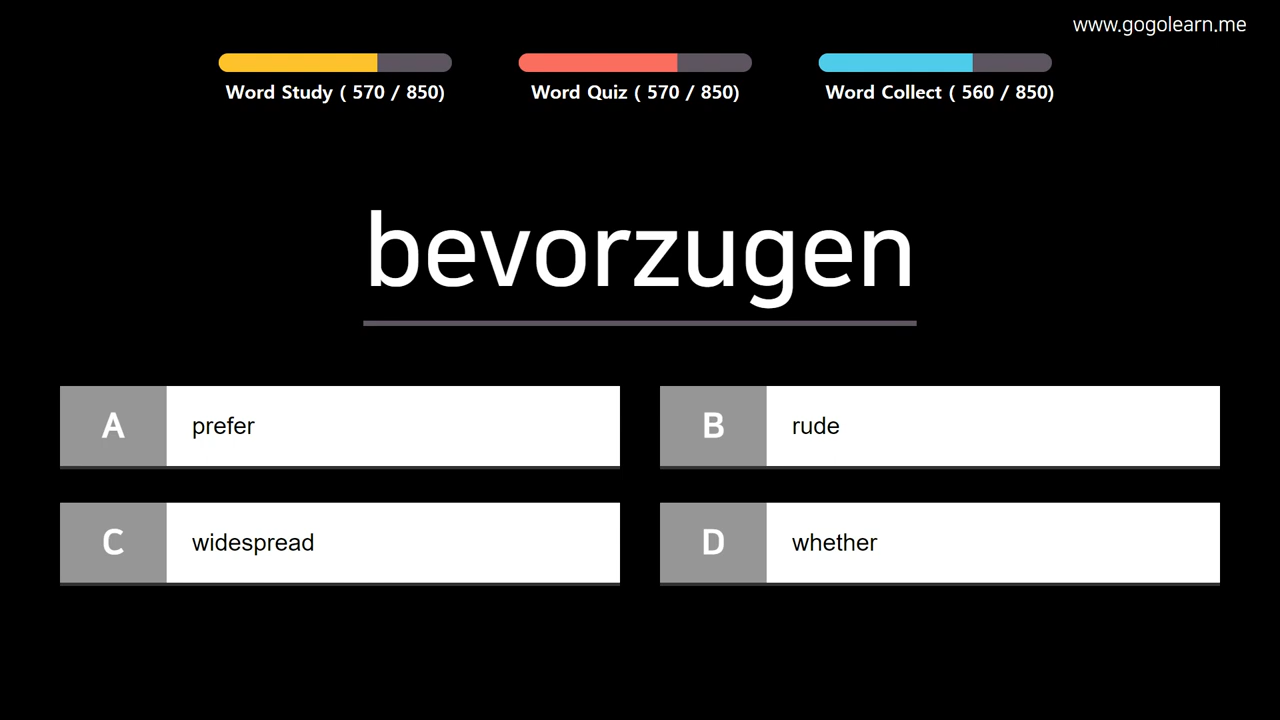 www.gogolearn.me
Word Study ( 570 / 850)
Word Quiz ( 570 / 850)
Word Collect ( 560 / 850)
bevorzugen
A prefer
B rude
C widespread
D whether